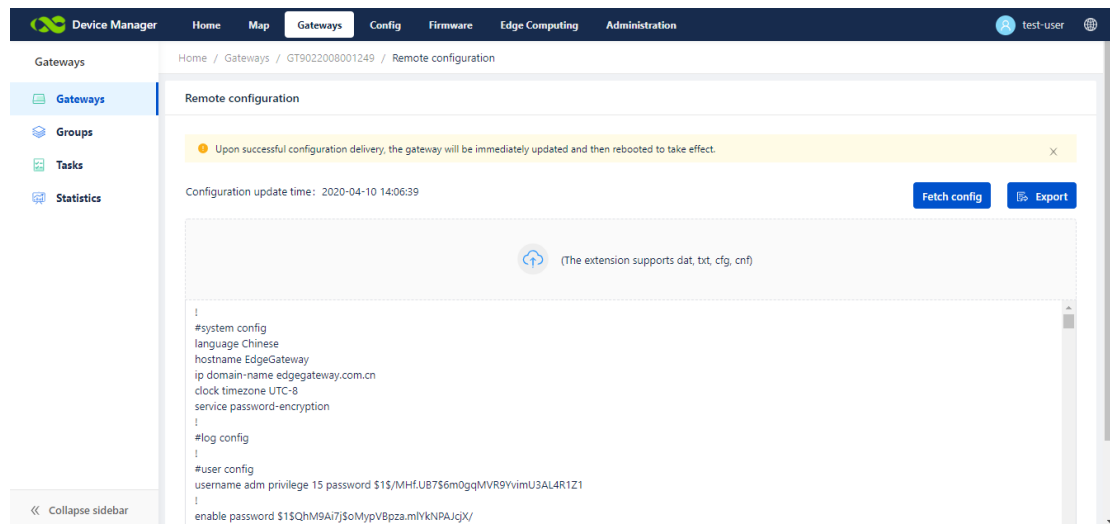 Device Manager
Home Map Gateways Config Firmware Edge Computing Administration
test-user
Gateways
Home / Gateways / GT9022008001249 / Remote configuration
Gateways
Groups
Tasks
Statistics
Remote configuration
Upon successful configuration delivery, the gateway will be immediately updated and then rebooted to take effect.
Configuration update time: 2020-04-10 14:06:39
Fetch config
Export
(The extension supports dat, txt, cfg, cnf)
!
#system config
language Chinese
hostname EdgeGateway
ip domain-name edgegateway.com.cn
clock timezone UTC-8
service password-encryption
!
#log config
!
#user config
username adm privilege 15 password $1$/MHf.UB7$6m0gqMVR9YvimU3AL4R1Z1
!
enable password $1$QhM9Ai7j$oMypVBpza.mlYkNPAJcjX/
Collapse sidebar